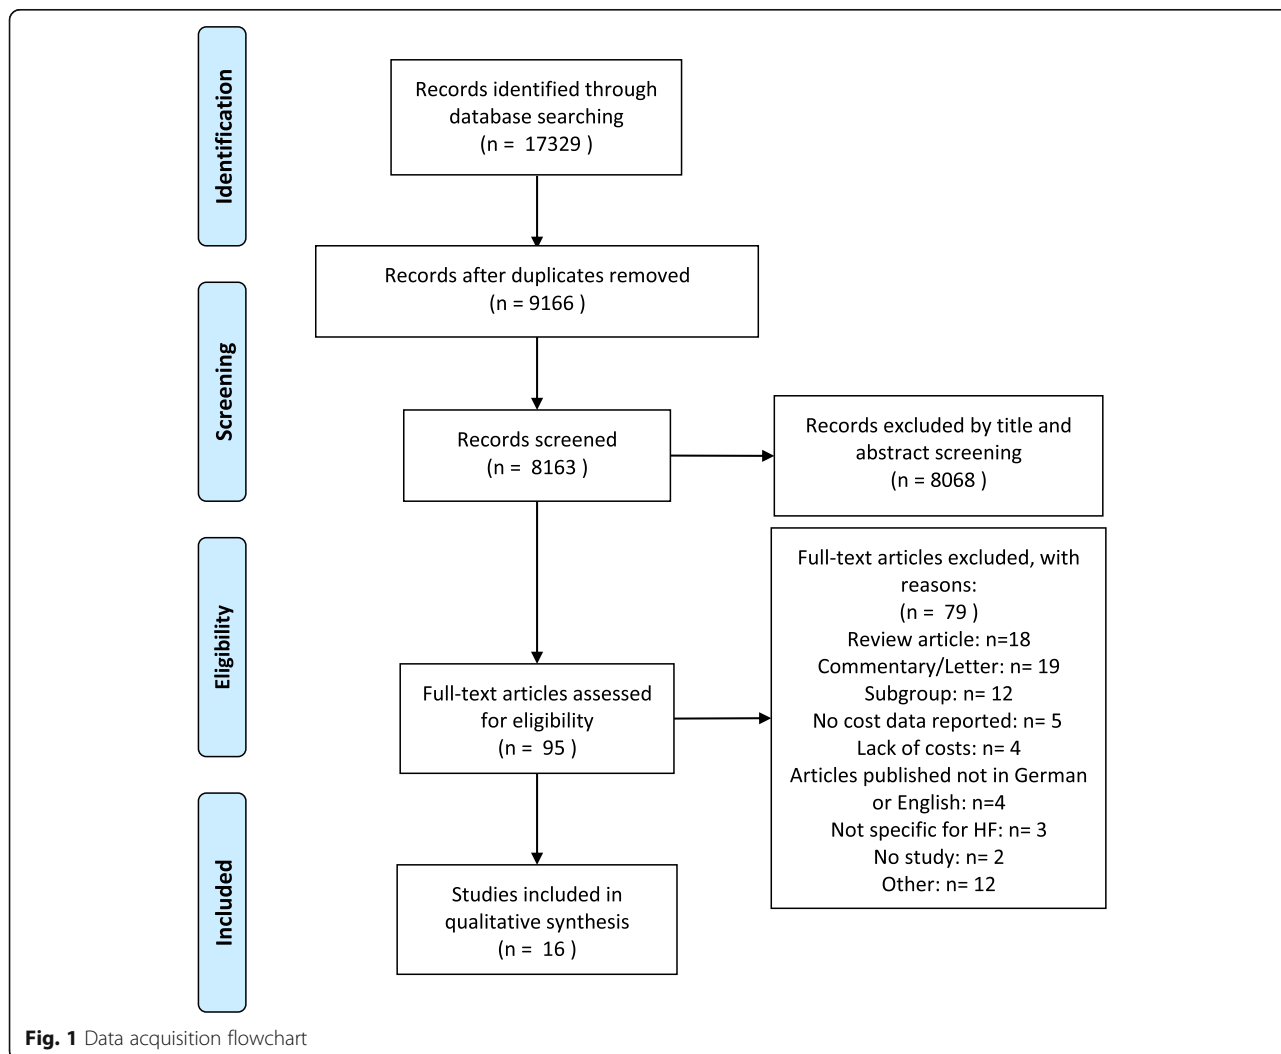 Identification
Records identified through
database searching
(n =  17329 )
Records after duplicates removed
(n = 9166 )
Screening
Records screened
(n =  8163 )
Records excluded by title and
abstract screening
(n = 8068 )
Eligibility
Full-text articles assessed
for eligibility
(n =  95 )
Full-text articles excluded, with
reasons:
(n =  79 )
Review article: n=18
Commentary/Letter: n= 19
Subgroup: n= 12
No cost data reported: n= 5
Lack of costs: n= 4
Articles published not in German
or English: n=4
Not specific for HF: n= 3
No study: n= 2
Other: n= 12
Included
Studies included in
qualitative synthesis
(n =  16 )
Fig. 1 Data acquisition flowchart